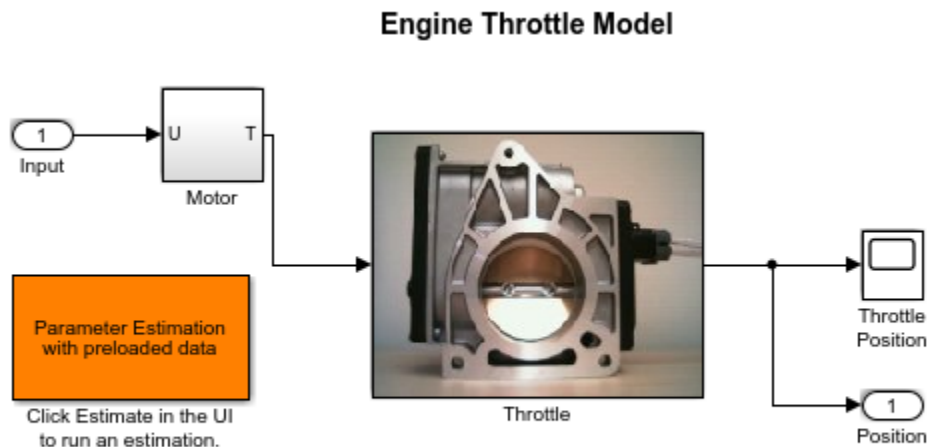 Engine Throttle Model
1
Input
U T
Motor
Parameter Estimation
with preloaded data
Click Estimate in the UI
to run an estimation.
Throttle
Throttle
Position
1
Position